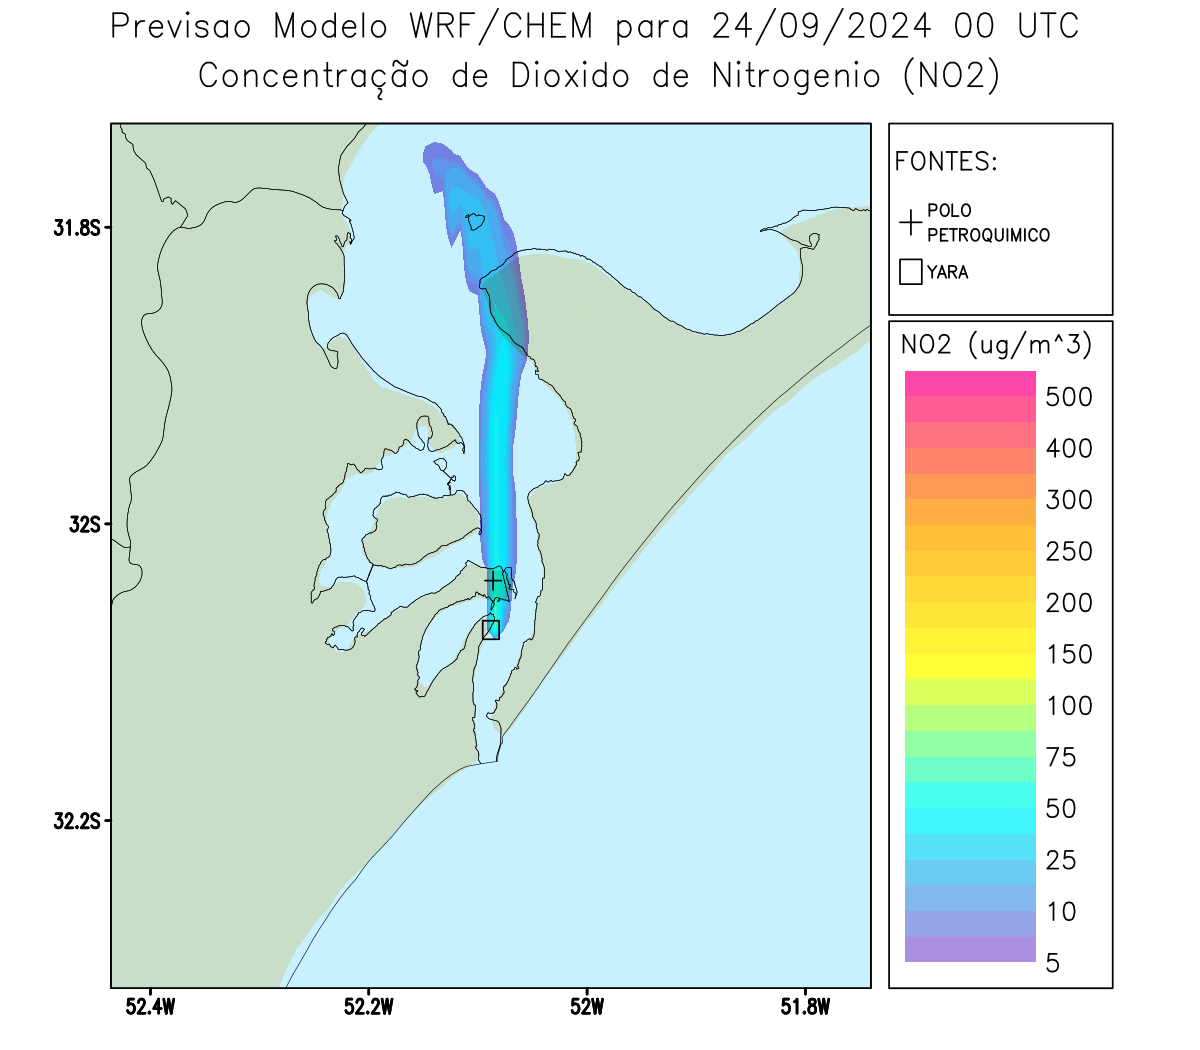 Previsao Modelo WRF/CHEM para 24/09/2024 00 UTC
Concentração de Dioxido de Nitrogenio (NO2)
FONTES:
POLO
PETROQUIMICO
YARA
NO2 (ug/m^3)
500
400
300
250
200
150
100
75
50
25
10
5
31.8S
32S
32.2S
52.4W
52.2W
52W
51.8W